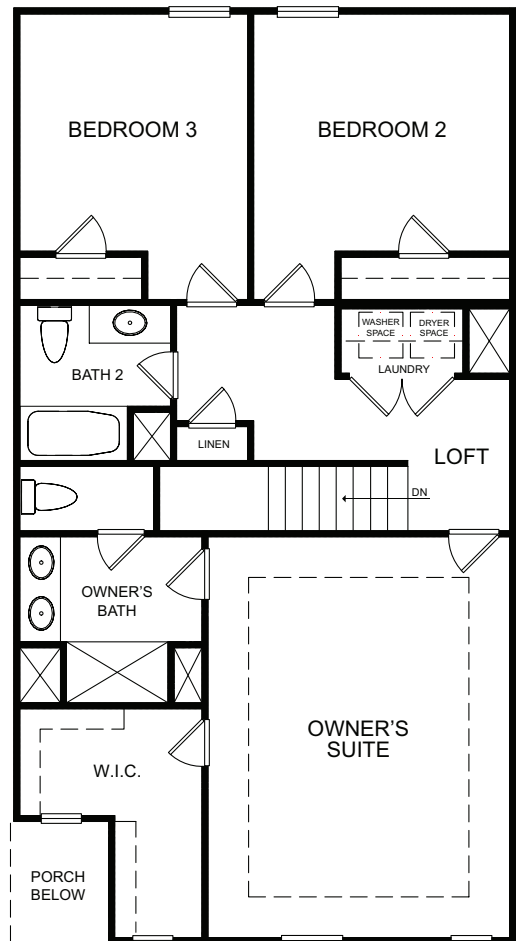 BEDROOM 3
BEDROOM 2
WASHER
SPACE
DRYER
SPACE
BATH 2
LAUNDRY
LINEN
LOFT
DN
OWNER'S
BATH
OWNER'S
SUITE
W.I.C.
PORCH
BELOW